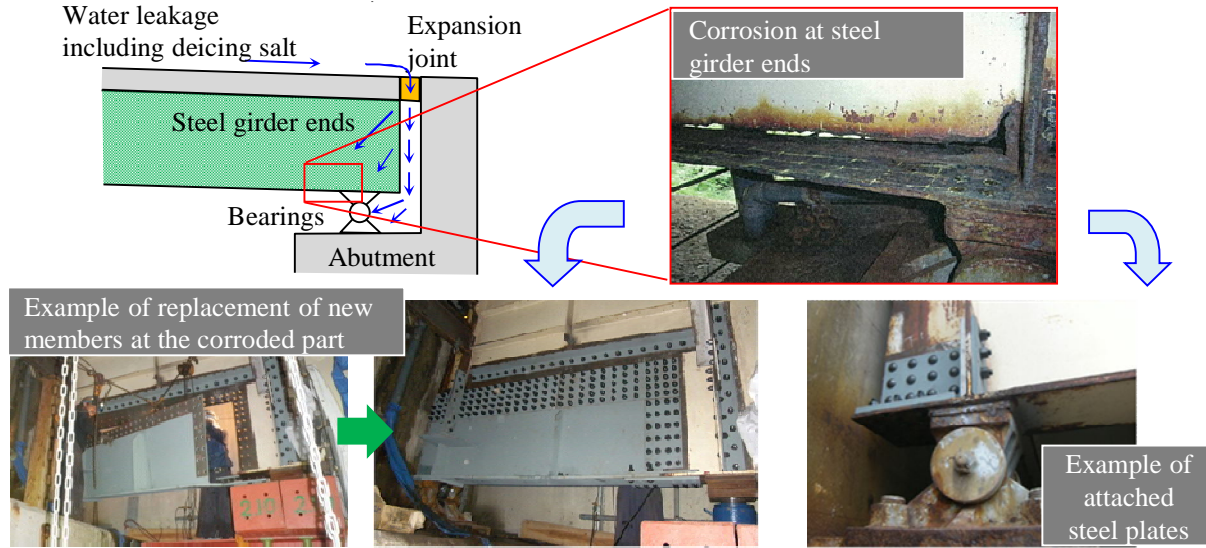 Water leakage
including deicing salt
Expansion
joint
Steel girder ends
Bearings
Abutment
Corrosion at steel
girder ends
Example of replacement of new
members at the corroded part
Example of
attached
steel plates